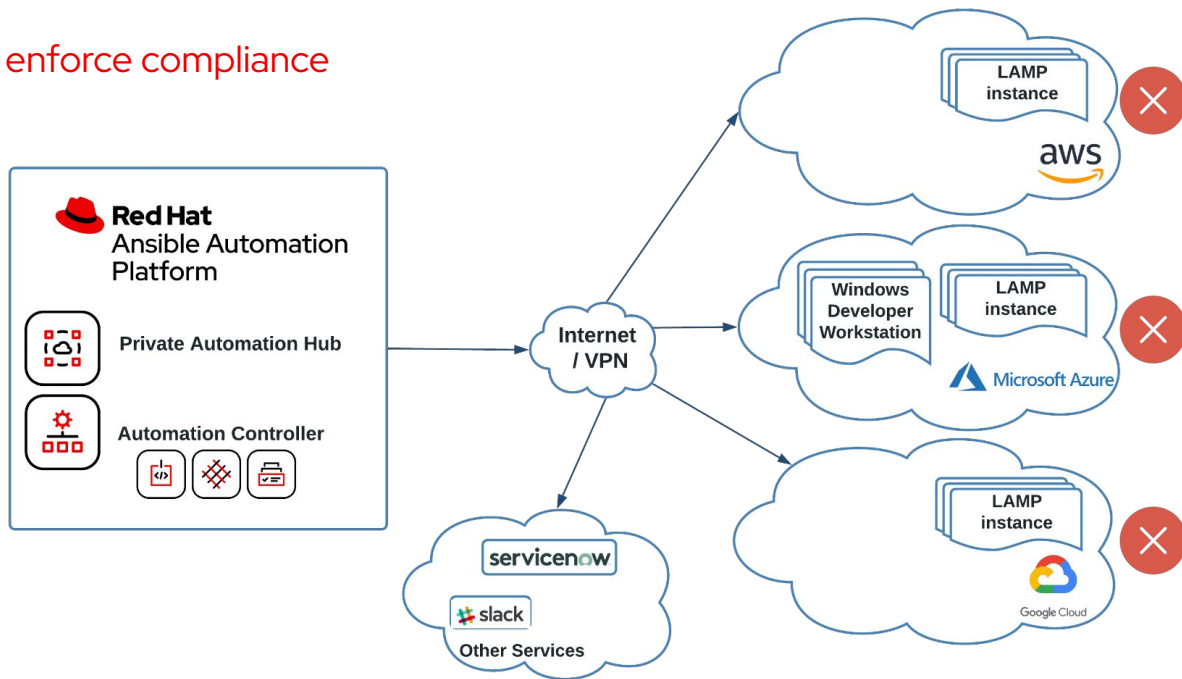 enforce compliance
Red Hat
Ansible Automation
Platform
Private Automation Hub
Automation Controller
</>
Internet
/ VPN
LAMP
instance
aws
Windows
Developer
Workstation
LAMP
instance
Microsoft Azure
LAMP
instance
Google Cloud
servicenow
slack
Other Services